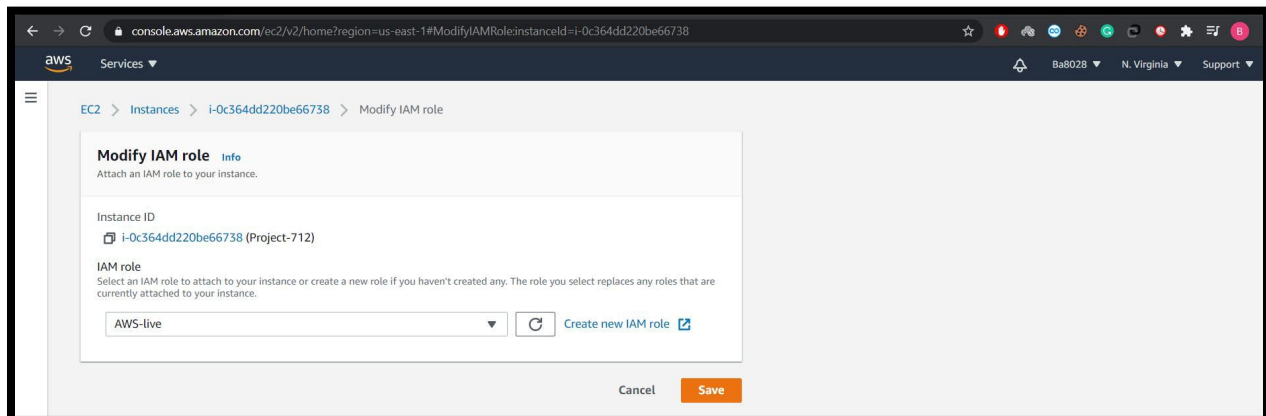 console.aws.amazon.com/ec2/v2/home?region=us-east-1#ModifyIAMRole:instanceId=i-0c364dd220be66738
B
aws Services ▼ Ba8028 ▼ N. Virginia ▼ Support ▼
EC2 > Instances > i-0c364dd220be66738 > Modify IAM role
Modify IAM role Info
Attach an IAM role to your instance.
Instance ID
i-0c364dd220be66738 (Project-712)
IAM role
Select an IAM role to attach to your instance or create a new role if you haven't created any. The role you select replaces any roles that are
currently attached to your instance.
AWS-live ▼ Create new IAM role
Cancel Save